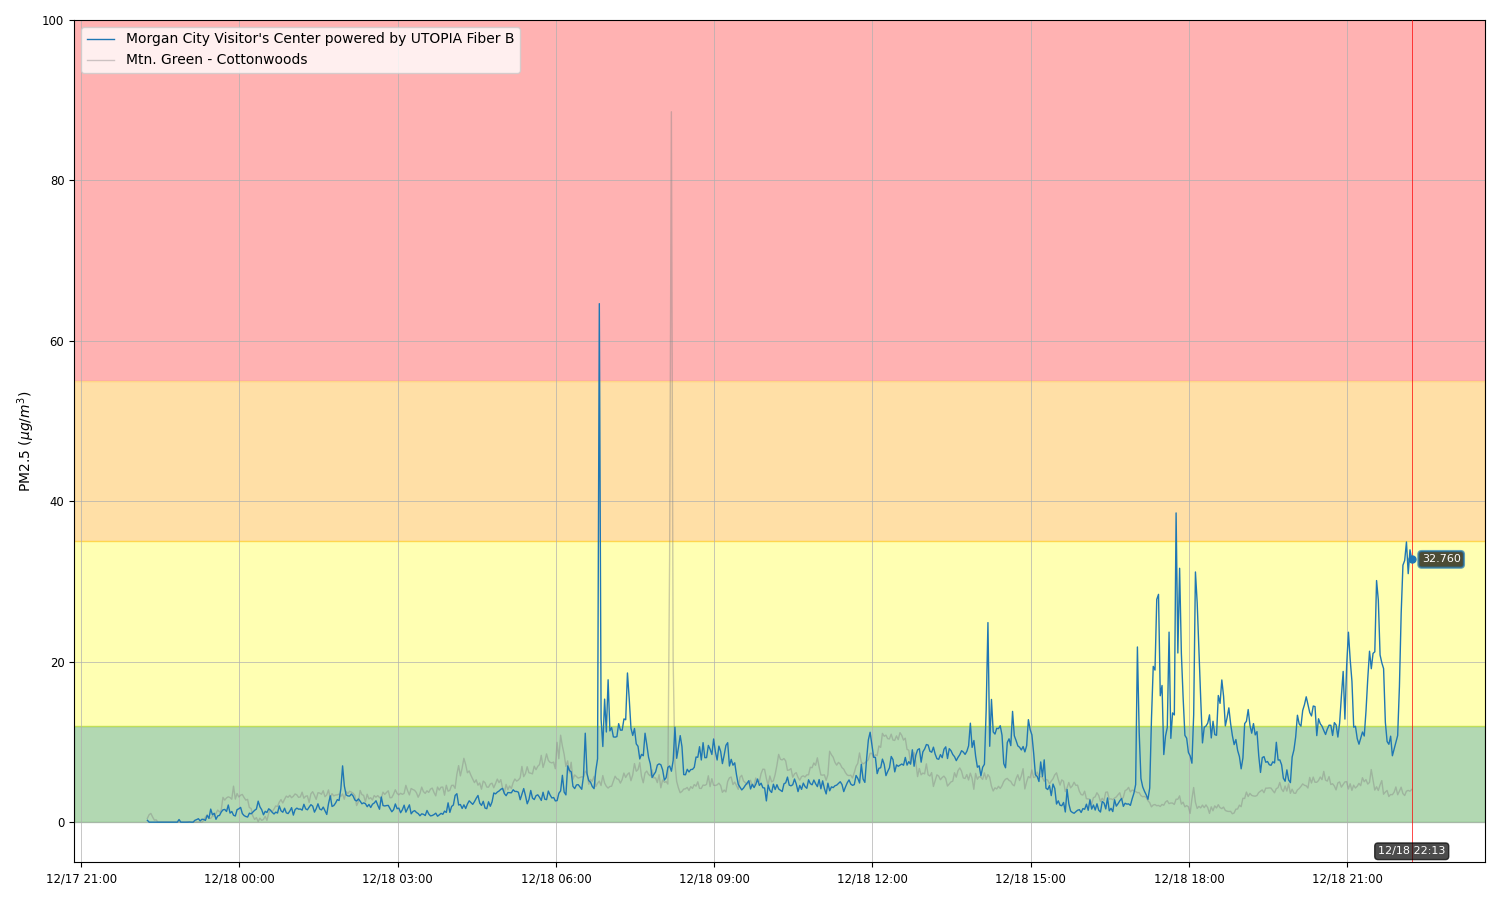 100
Morgan City Visitor's Center powered by UTOPIA Fiber B
Mtn. Green - Cottonwoods
80
60
PM2.5 (μg/m³)
40
32.760
20
0
12/18 22:13
12/17 21:00 12/18 00:00 12/18 03:00 12/18 06:00 12/18 09:00 12/18 12:00 12/18 15:00 12/18 18:00 12/18 21:00